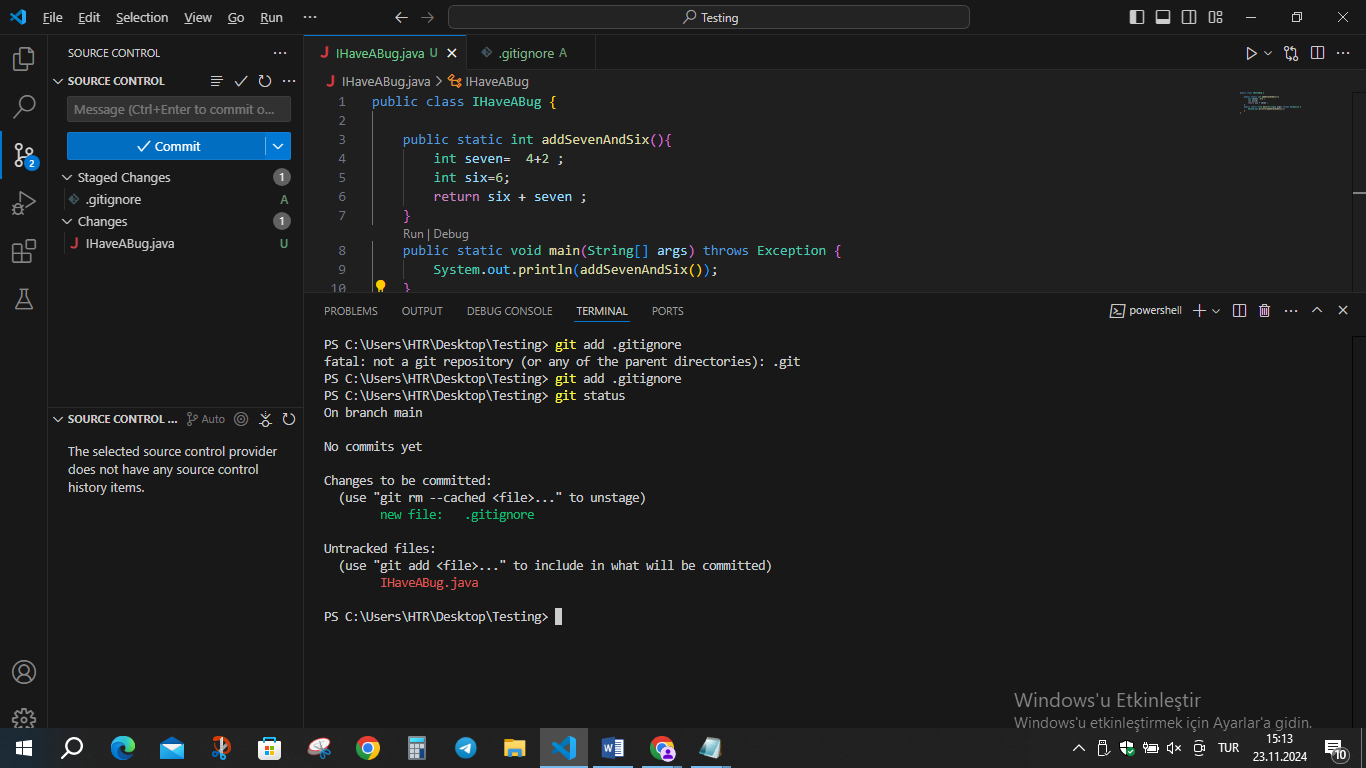 File Edit Selection View Go Run ··· Testing
SOURCE CONTROL ···
SOURCE CONTROL ···
Message (Ctrl+Enter to commit o...
Commit
Staged Changes 1
.gitignore A
Changes 1
IHaveABug.java U
2
SOURCE CONTROL ... Auto
The selected source control provider
does not have any source control
history items.
J IHaveABug.java U .gitignore A
J IHaveABug.java > IHaveABug
1 public class IHaveABug {
2
3 public static int addSevenAndSix(){
4 int seven=  4+2 ;
5 int six=6;
6 return six + seven ;
7 }
Run | Debug
8 public static void main(String[] args) throws Exception {
9 System.out.println(addSevenAndSix());
10 }
PROBLEMS OUTPUT DEBUG CONSOLE TERMINAL PORTS powershell
PS C:\Users\HTR\Desktop\Testing> git add .gitignore
fatal: not a git repository (or any of the parent directories): .git
PS C:\Users\HTR\Desktop\Testing> git add .gitignore
PS C:\Users\HTR\Desktop\Testing> git status
On branch main
No commits yet
Changes to be committed:
(use "git rm --cached <file>..." to unstage)
new file:   .gitignore
Untracked files:
(use "git add <file>..." to include in what will be committed)
IHaveABug.java
PS C:\Users\HTR\Desktop\Testing>
Windows'u Etkinleştir
Windows'u etkinleştirmek için Ayarlar'a gidin.
TUR
15:13
23.11.2024
10